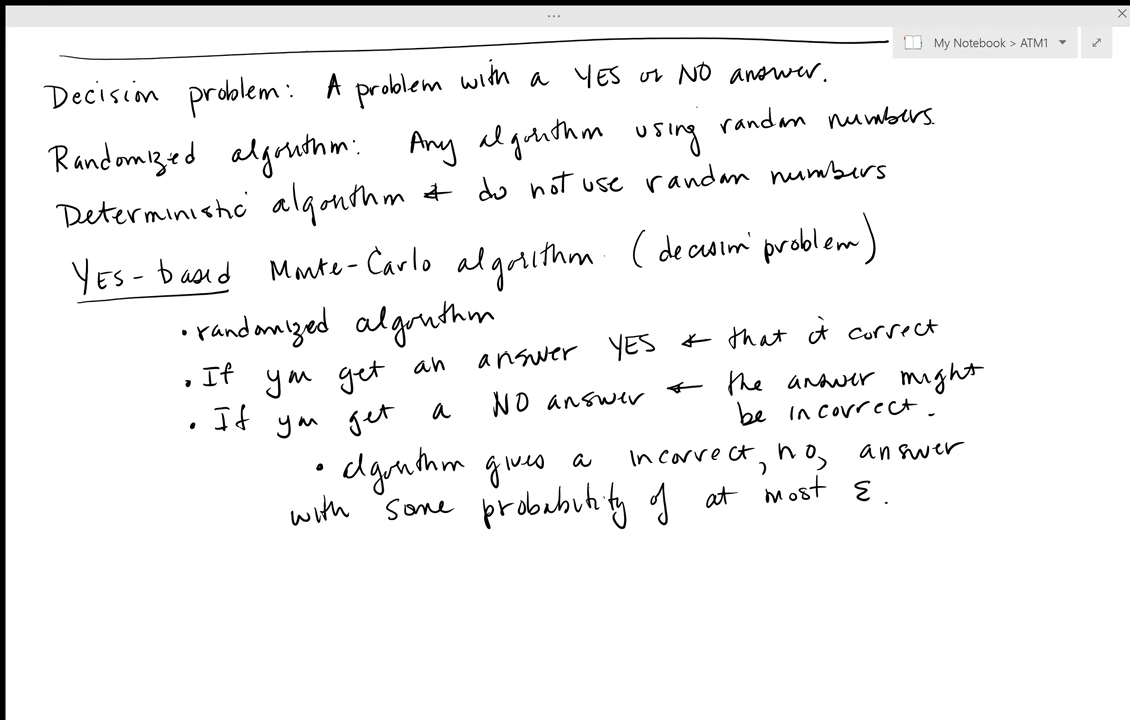 ...
My Notebook > ATM1
Decision problem: A problem with a YES or NO answer.
Randomized algorithm: Any algorithm using random numbers.
Deterministic algorithm ← do not use random numbers
YES-based Monte-Carlo algorithm. (decision problem)
• randomized algorithm
• If you get an answer YES ← that is correct
• If you get a NO answer ← the answer might
be incorrect.
• algorithm gives a incorrect, no, answer
with some probability of at most ε.